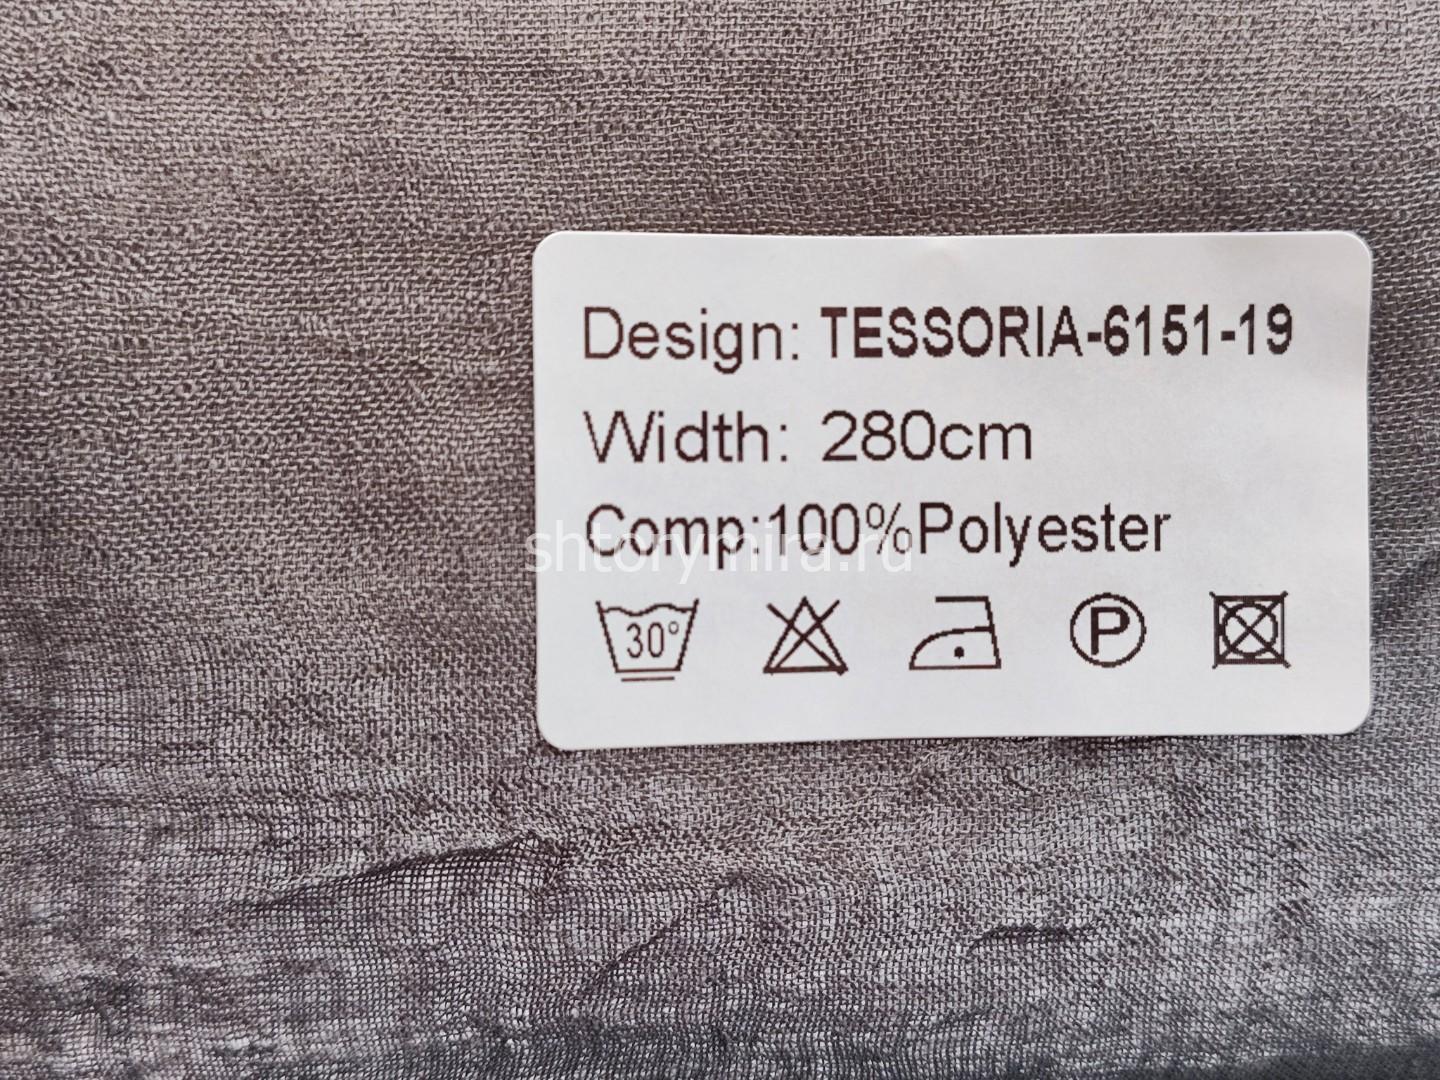 Design: TESSORIA-6151-19
Width: 280cm
Comp:100%Polyester
shtorymira.ru
30° P